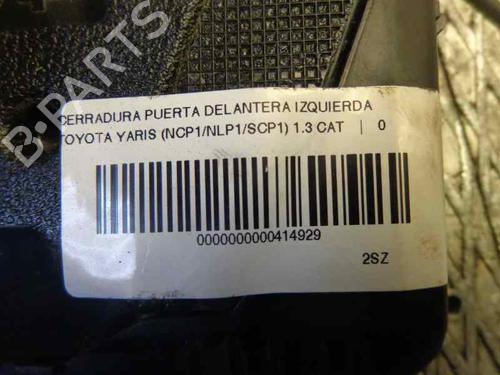 CERRADURA PUERTA DELANTERA IZQUIERDA
TOYOTA YARIS (NCP1/NLP1/SCP1) 1.3 CAT | 0
0000000000414929
2SZ
B-PARTS